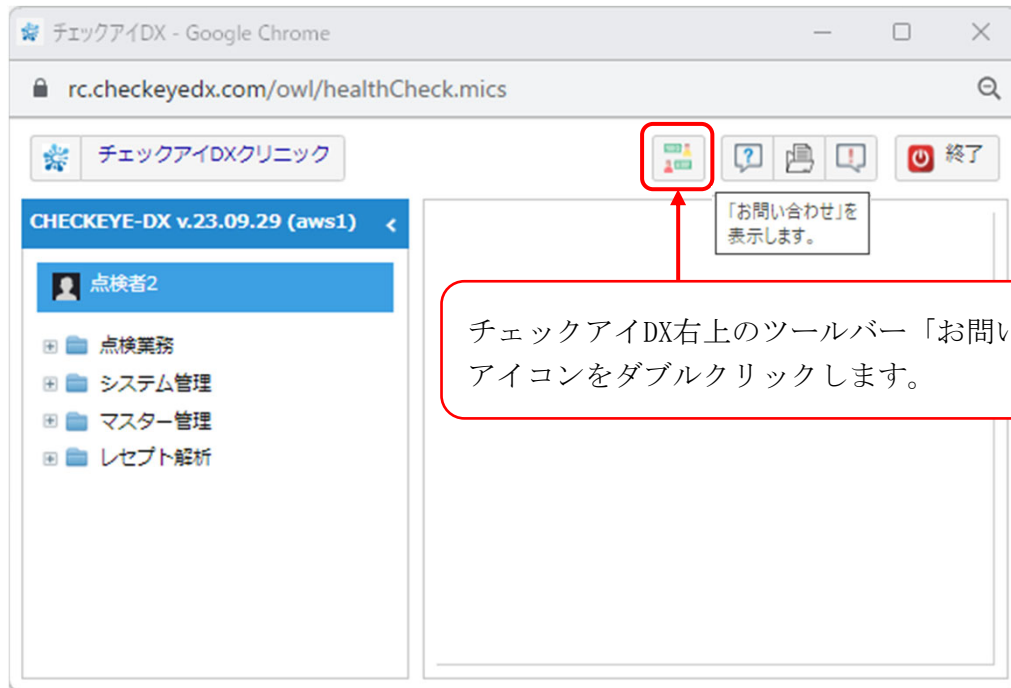 チェックアイDX - Google Chrome
rc.checkeyedx.com/owl/healthCheck.mics
チェックアイDXクリニック
終了
「お問い合わせ」を
表示します。
CHECKEYE-DX v.23.09.29 (aws1)
点検者2
点検業務
システム管理
マスター管理
レセプト解析
チェックアイDX右上のツールバー「お問い
アイコンをダブルクリックします。